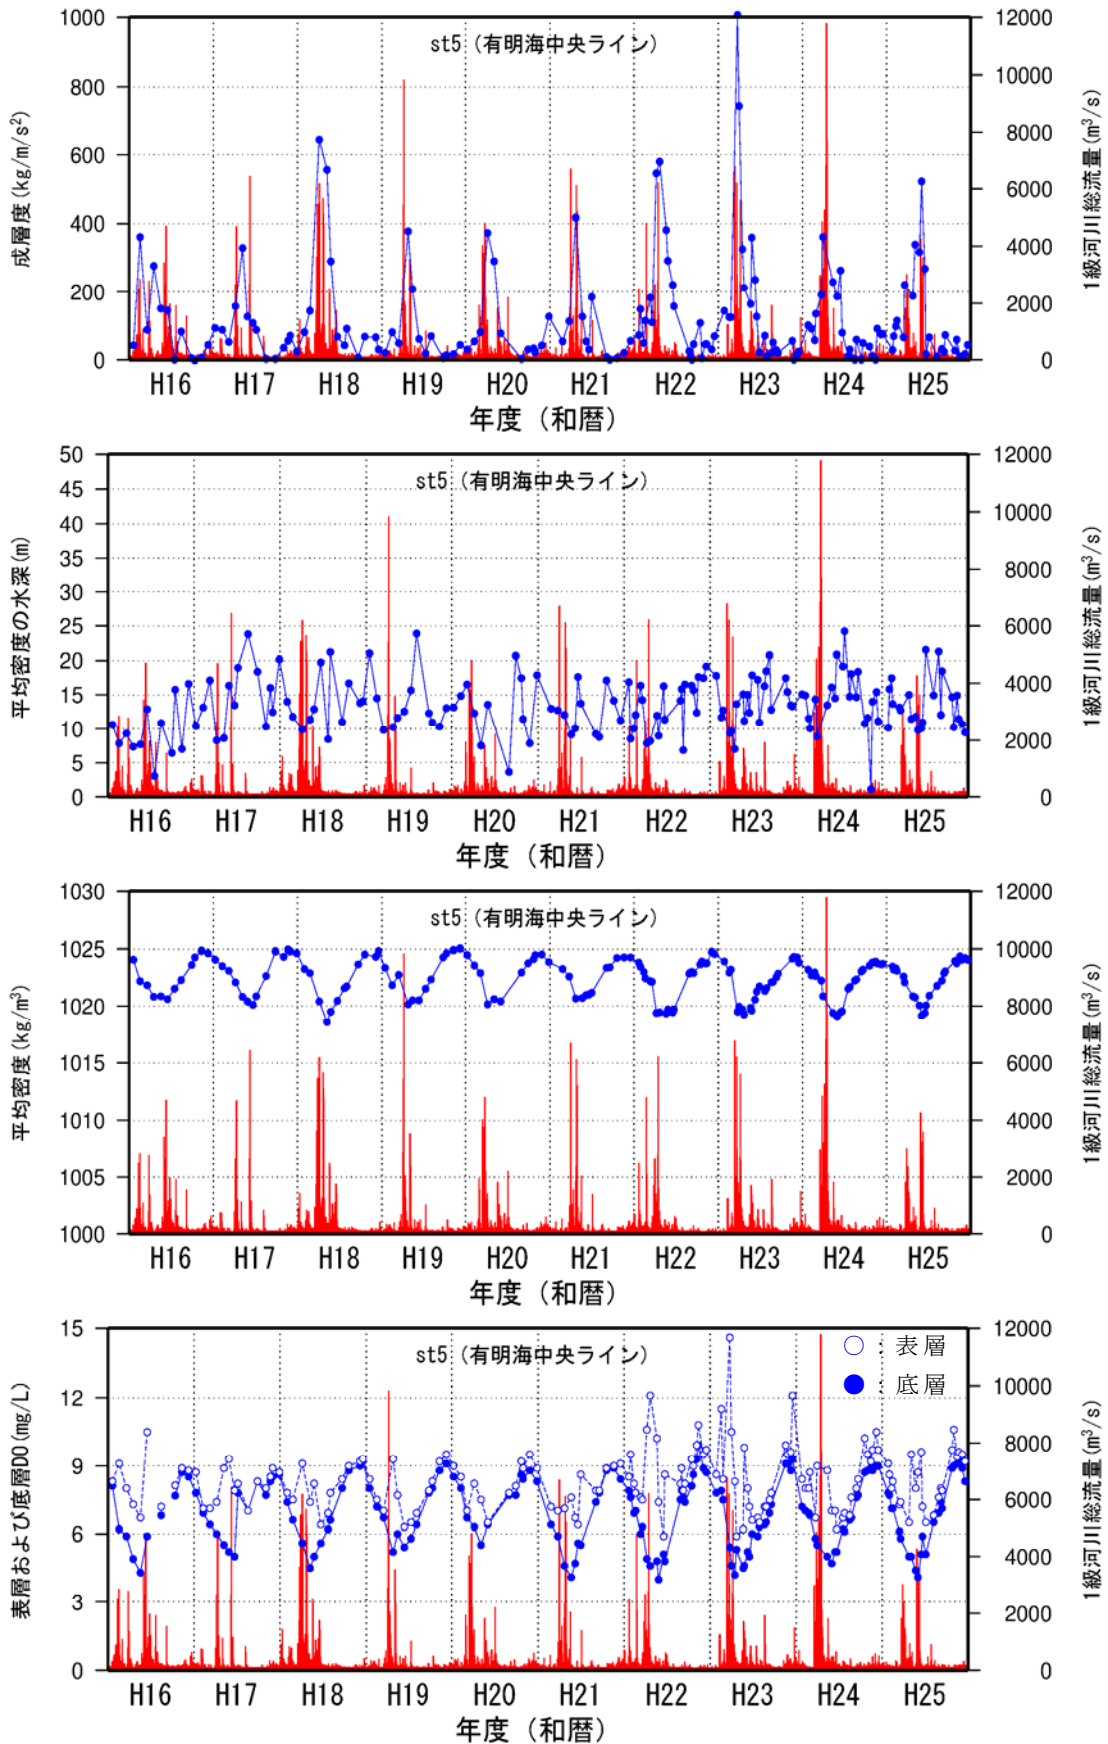 st5 (有明海中央ライン)
成層度(kg/m/s²)
1000
800
600
400
200
0
12000
10000
8000
6000
4000
2000
0
1級河川総流量(m³/s)
H16 H17 H18 H19 H20 H21 H22 H23 H24 H25
年度 (和暦)
st5 (有明海中央ライン)
平均密度の水深(m)
50
45
40
35
30
25
20
15
10
5
0
12000
10000
8000
6000
4000
2000
0
1級河川総流量(m³/s)
H16 H17 H18 H19 H20 H21 H22 H23 H24 H25
年度 (和暦)
st5 (有明海中央ライン)
平均密度(kg/m³)
1030
1025
1020
1015
1010
1005
1000
12000
10000
8000
6000
4000
2000
0
1級河川総流量(m³/s)
H16 H17 H18 H19 H20 H21 H22 H23 H24 H25
年度 (和暦)
st5 (有明海中央ライン)
○ : 表層
● : 底層
表層および底層DO(mg/L)
15
12
9
6
3
0
12000
10000
8000
6000
4000
2000
0
1級河川総流量(m³/s)
H16 H17 H18 H19 H20 H21 H22 H23 H24 H25
年度 (和暦)